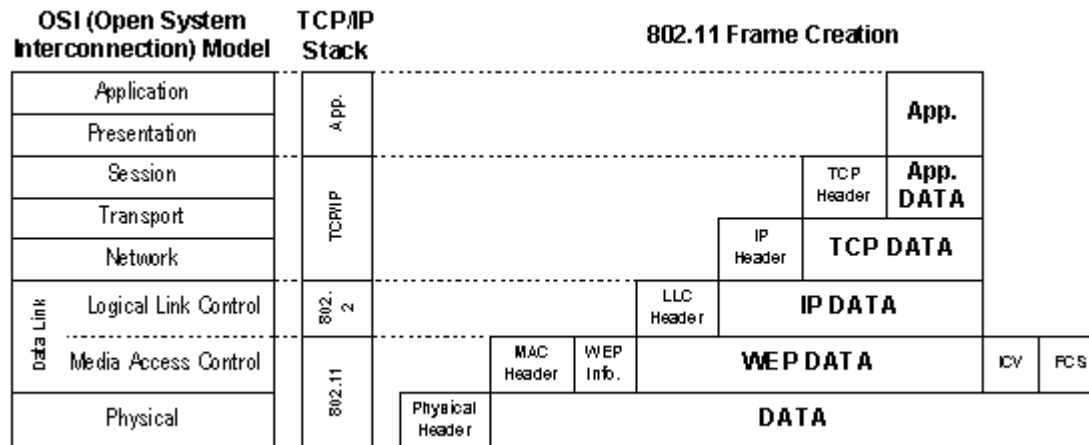 OSI (Open System
Interconnection) Model
TCP/IP
Stack
802.11 Frame Creation
Application
App.
App.
Presentation
Session
TCP/IP
TCP
Header
App.
DATA
Transport
IP
Header
TCP DATA
Network
Data Link
Logical Link Control
802.
2
LLC
Header
IP DATA
Media Access Control
802.11
MAC
Header
WEP
Info.
WEP DATA
ICV
FCS
Physical
Physical
Header
DATA